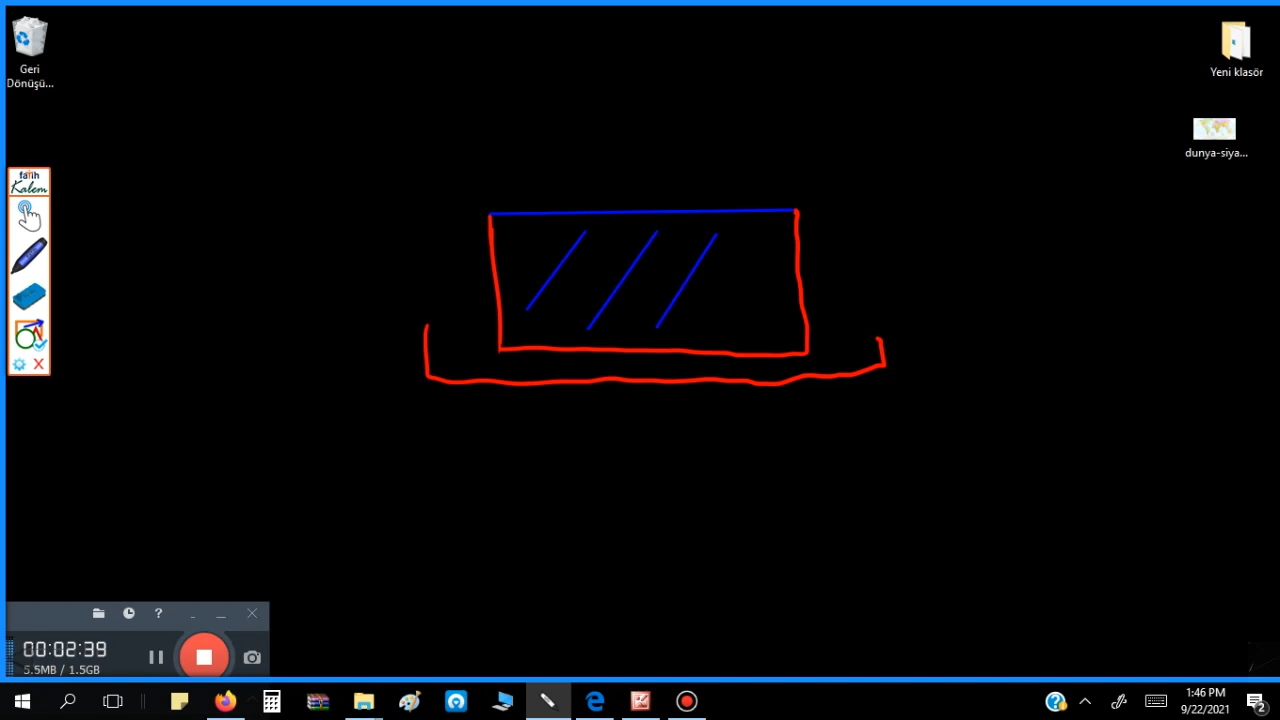 Geri
Dönüşü...
Yeni klasör
dunya-siya...
fatih
Kalem
?
00:02:39
5.5MB / 1.5GB
1:46 PM
9/22/2021
2